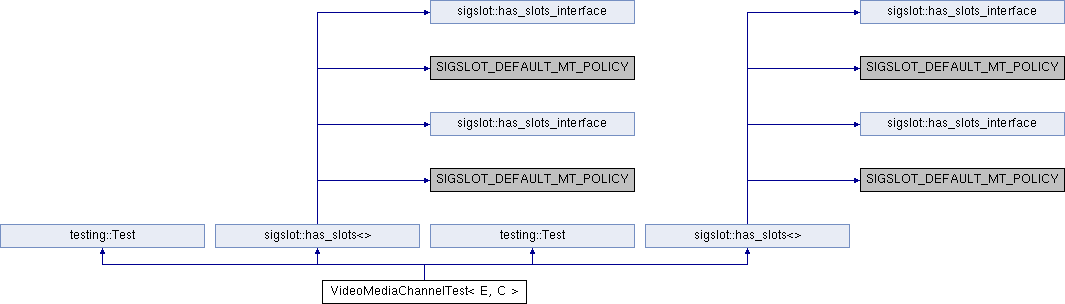 sigslot::has_slots_interface
sigslot::has_slots_interface
SIGSLOT_DEFAULT_MT_POLICY
SIGSLOT_DEFAULT_MT_POLICY
sigslot::has_slots_interface
sigslot::has_slots_interface
SIGSLOT_DEFAULT_MT_POLICY
SIGSLOT_DEFAULT_MT_POLICY
testing::Test
sigslot::has_slots<>
testing::Test
sigslot::has_slots<>
VideoMediaChannelTest< E, C >